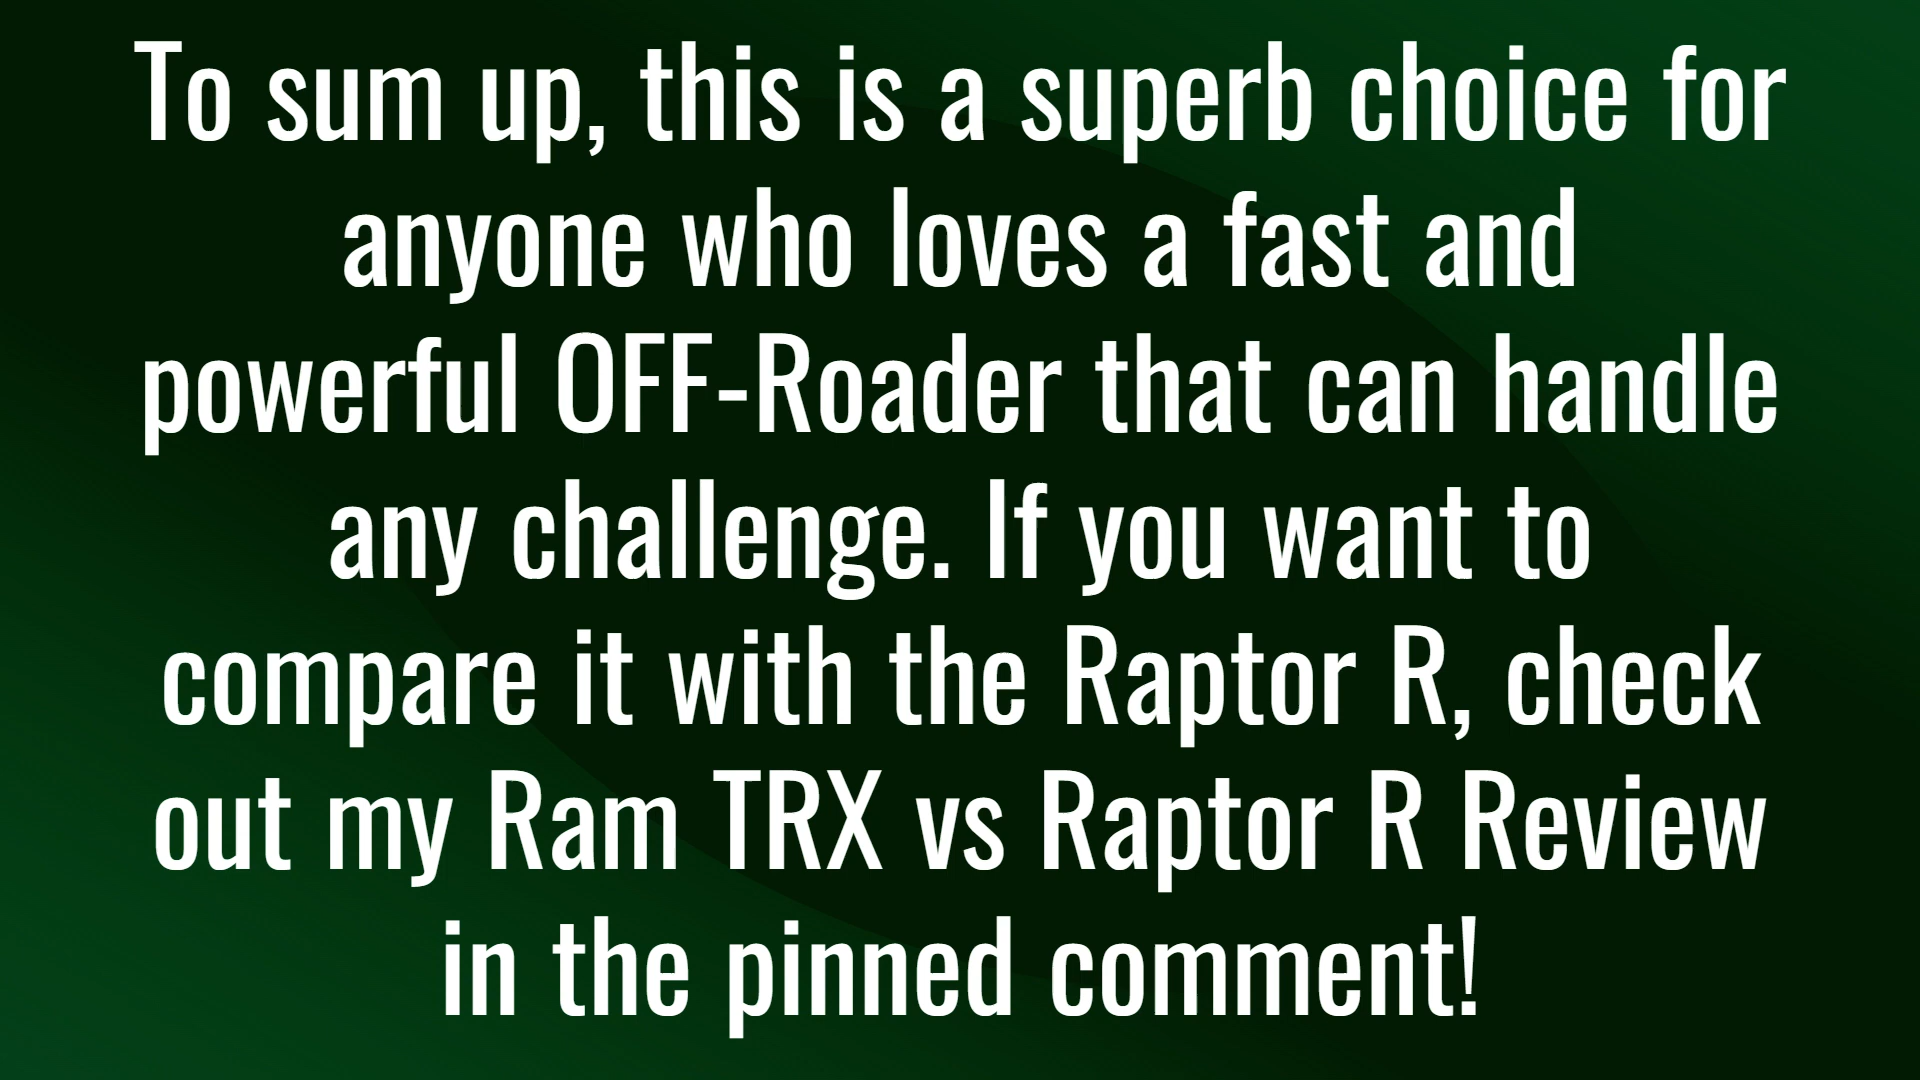 To sum up, this is a superb choice for
anyone who loves a fast and
powerful OFF-Roader that can handle
any challenge. If you want to
compare it with the Raptor R, check
out my Ram TRX vs Raptor R Review
in the pinned comment!